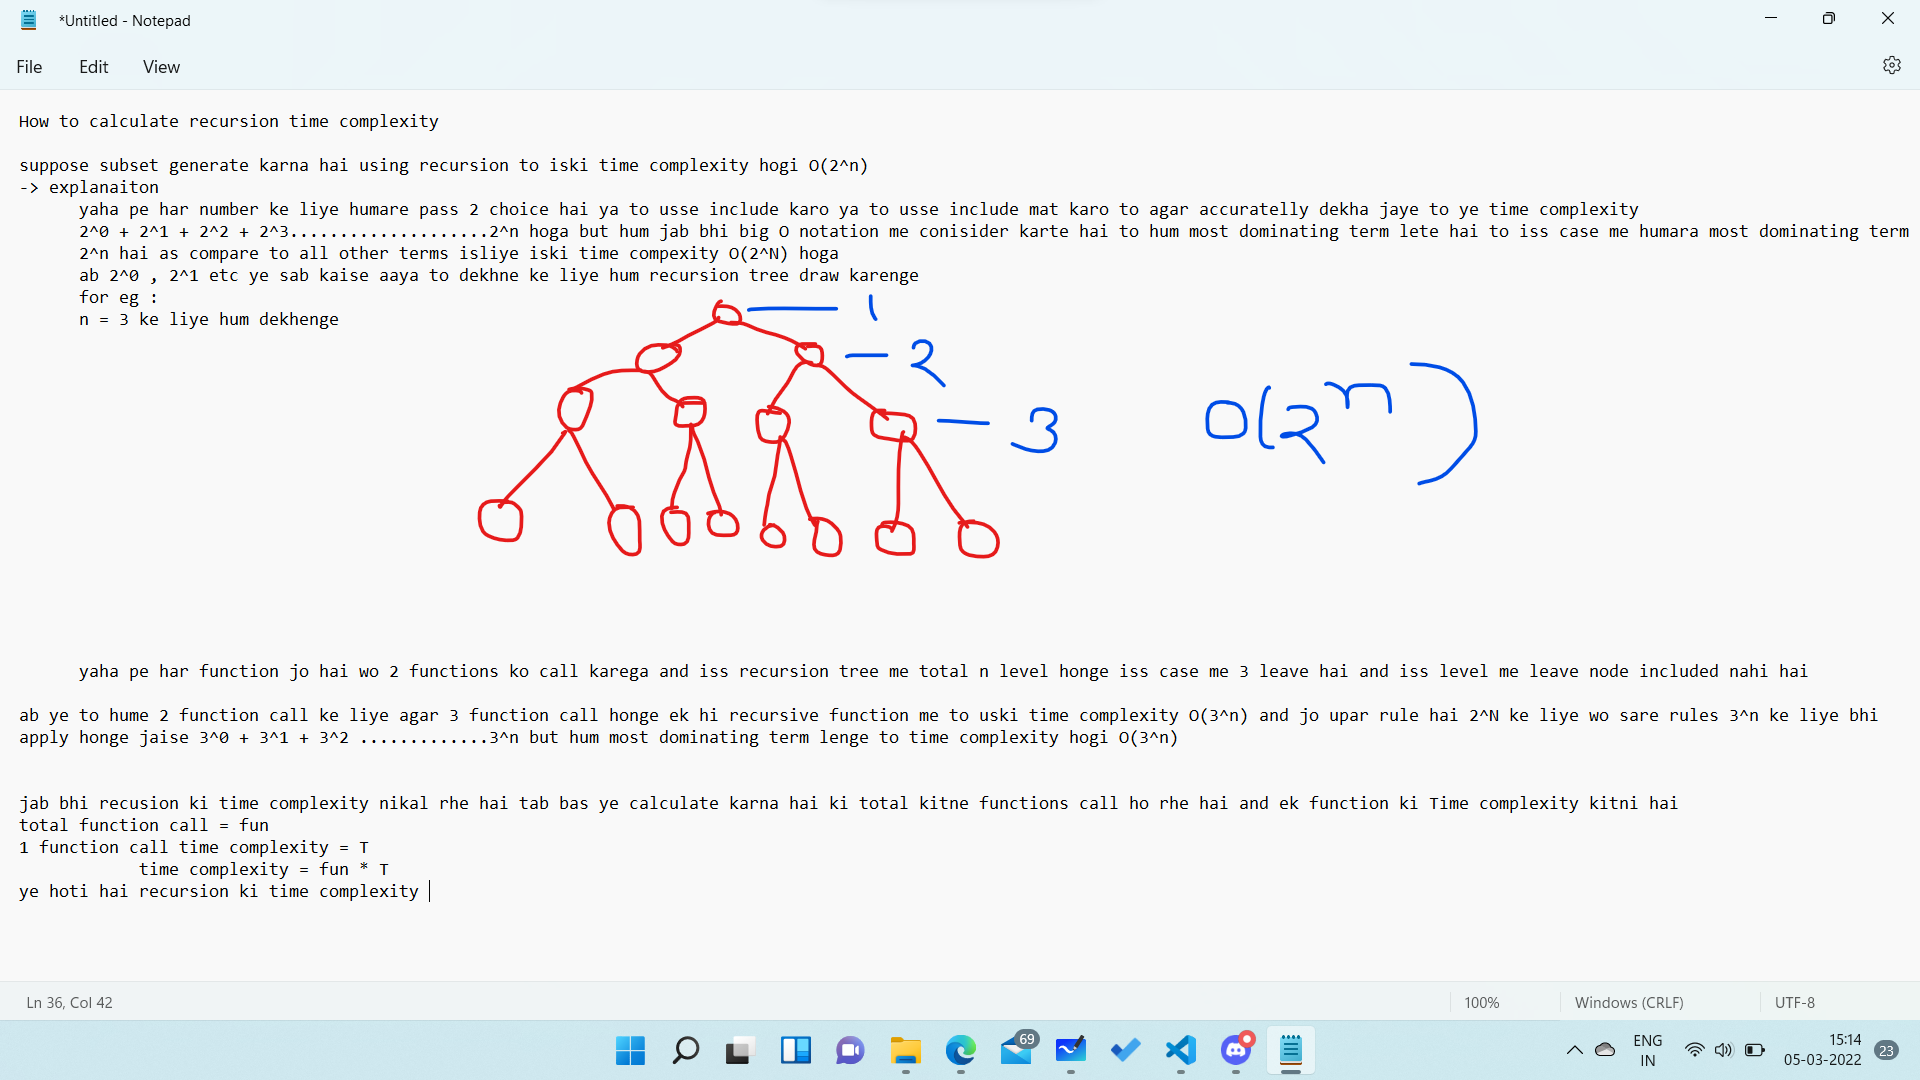 *Untitled - Notepad
File Edit View
How to calculate recursion time complexity
suppose subset generate karna hai using recursion to iski time complexity hogi O(2^n)
-> explanaiton
yaha pe har number ke liye humare pass 2 choice hai ya to usse include karo ya to usse include mat karo to agar accuratelly dekha jaye to ye time complexity
2^0 + 2^1 + 2^2 + 2^3....................2^n hoga but hum jab bhi big O notation me conisider karte hai to hum most dominating term lete hai to iss case me humara most dominating term
2^n hai as compare to all other terms isliye iski time compexity O(2^N) hoga
ab 2^0 , 2^1 etc ye sab kaise aaya to dekhne ke liye hum recursion tree draw karenge
for eg :
n = 3 ke liye hum dekhenge
1
2
3
O(2^n)
yaha pe har function jo hai wo 2 functions ko call karega and iss recursion tree me total n level honge iss case me 3 leave hai and iss level me leave node included nahi hai
ab ye to hume 2 function call ke liye agar 3 function call honge ek hi recursive function me to uski time complexity O(3^n) and jo upar rule hai 2^N ke liye wo sare rules 3^n ke liye bhi
apply honge jaise 3^0 + 3^1 + 3^2 .............3^n but hum most dominating term lenge to time complexity hogi O(3^n)
jab bhi recusion ki time complexity nikal rhe hai tab bas ye calculate karna hai ki total kitne functions call ho rhe hai and ek function ki Time complexity kitni hai
total function call = fun
1 function call time complexity = T
time complexity = fun * T
ye hoti hai recursion ki time complexity
Ln 36, Col 42 100% Windows (CRLF) UTF-8
69
ENG
IN
15:14
05-03-2022
23